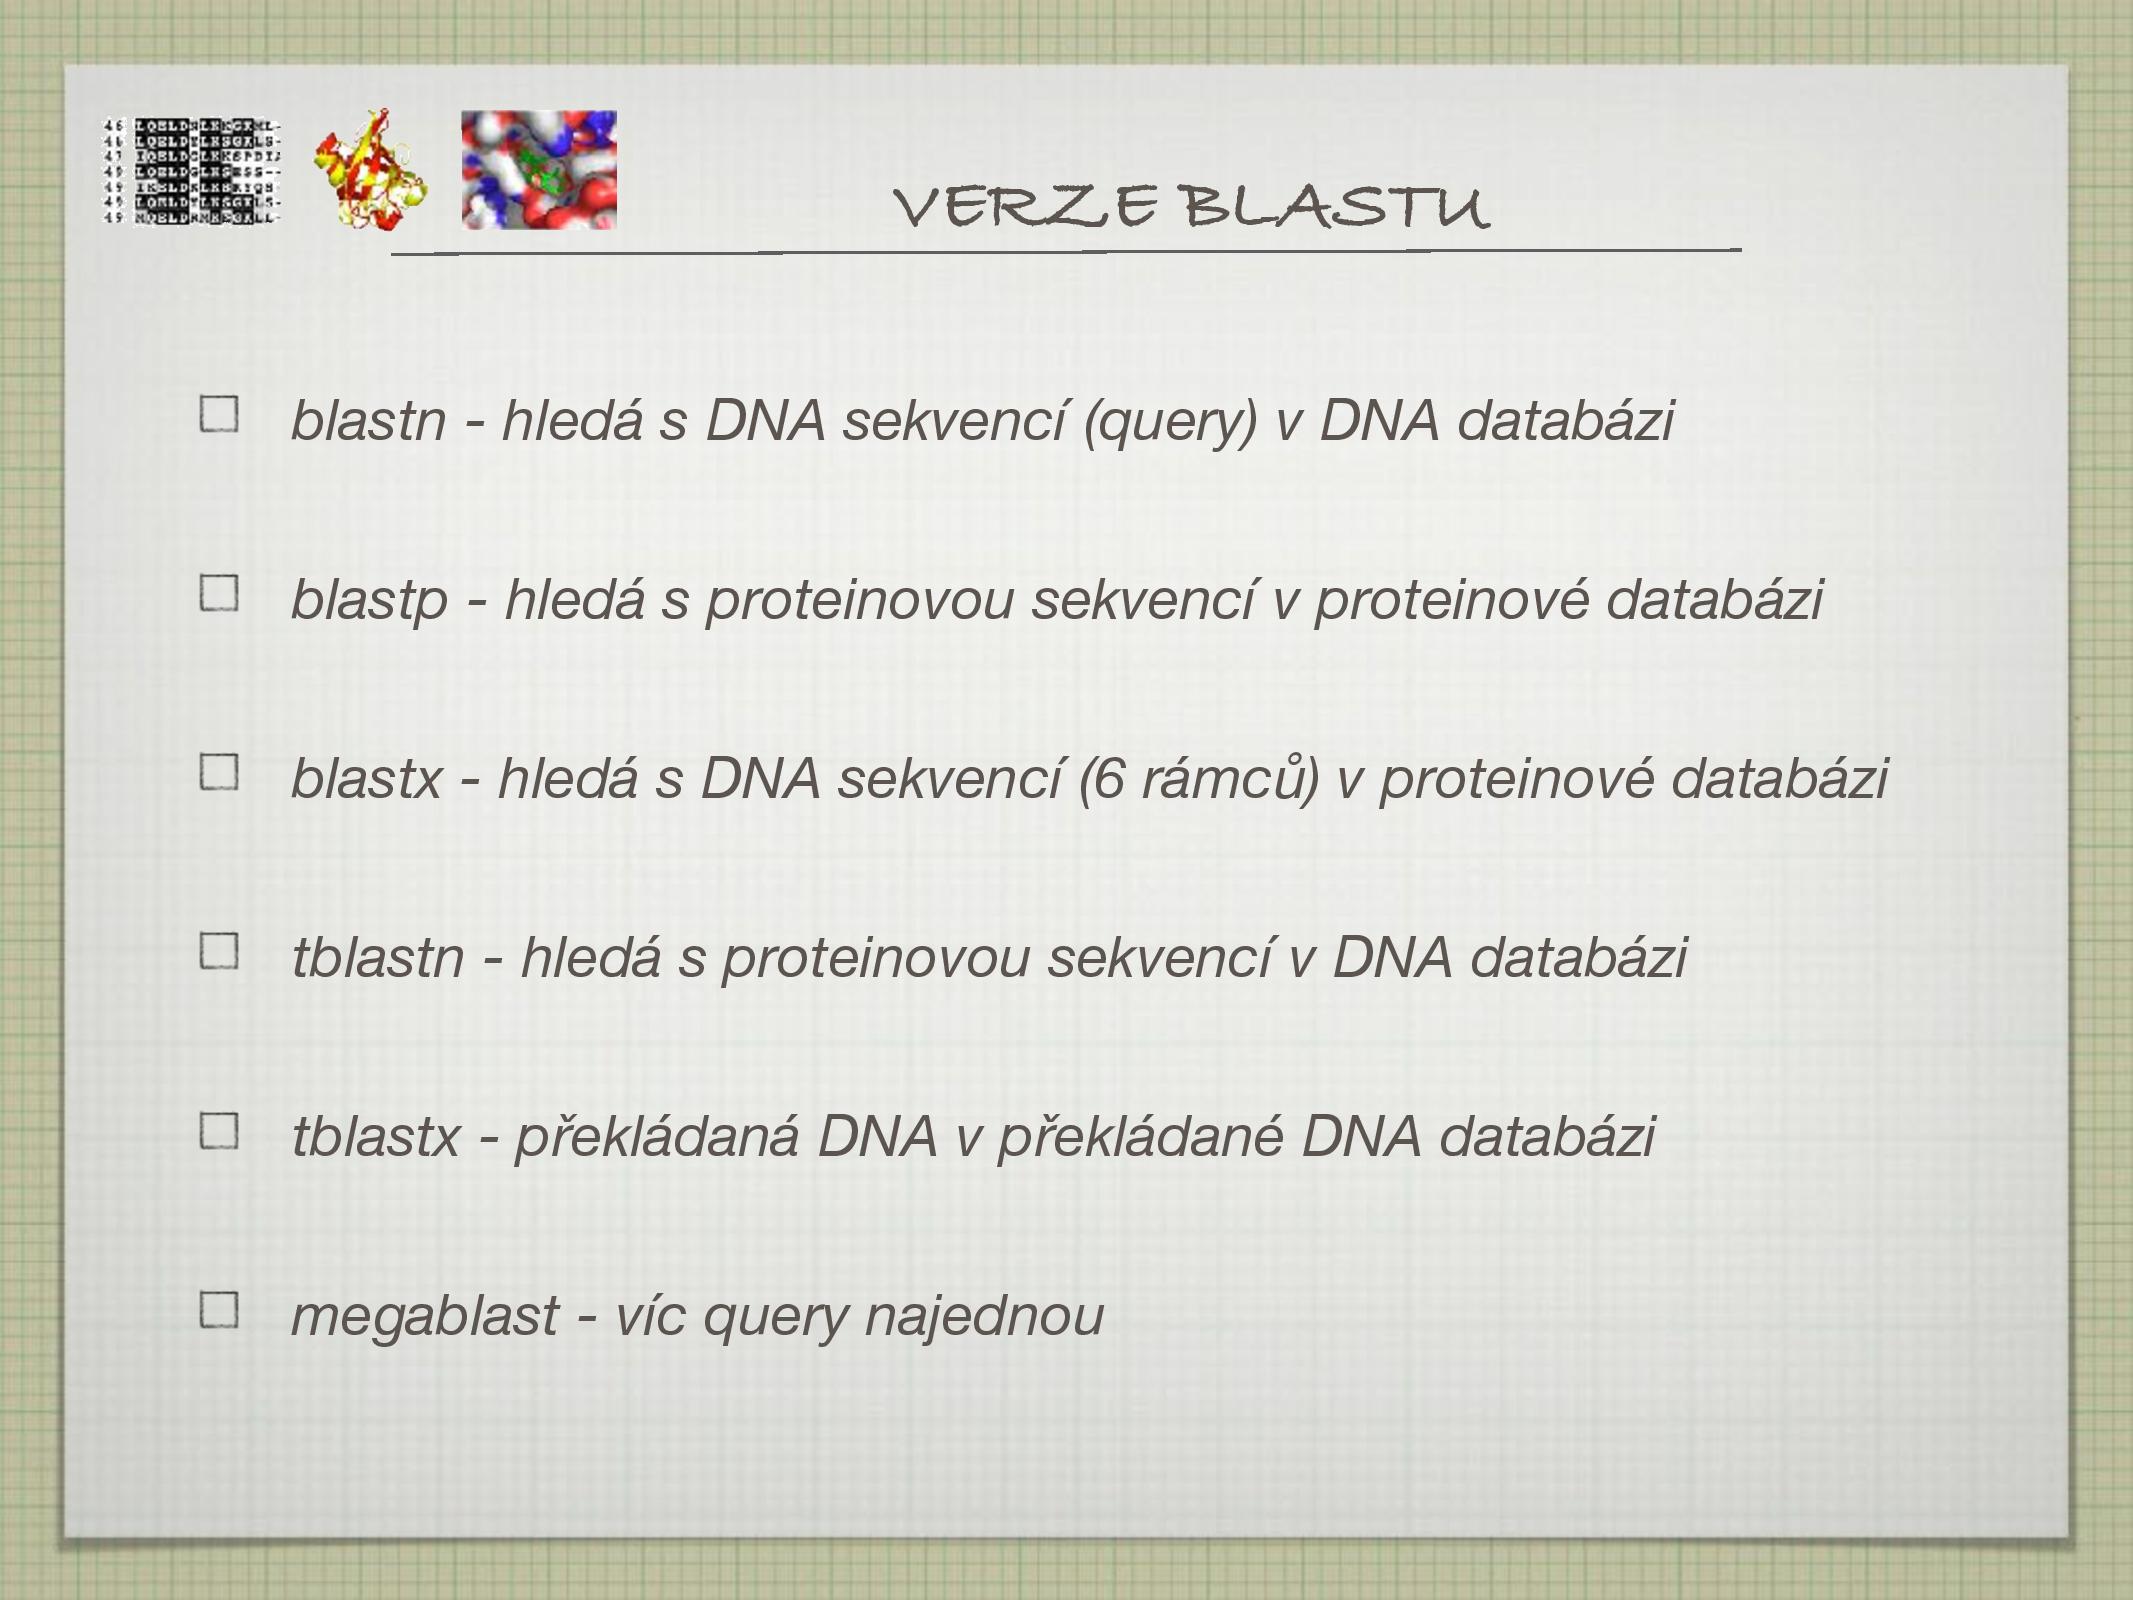 VERZE BLASTU
blastn - hledá s DNA sekvencí (query) v DNA databázi
blastp - hledá s proteinovou sekvencí v proteinové databázi
blastx - hledá s DNA sekvencí (6 rámců) v proteinové databázi
tblastn - hledá s proteinovou sekvencí v DNA databázi
tblastx - překládaná DNA v překládané DNA databázi
megablast - víc query najednou